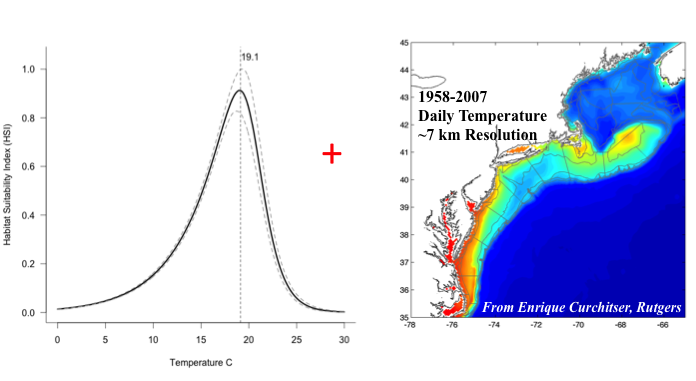 19.1
1.0
0.8
0.6
0.4
0.2
0.0
Habitat Suitability Index (HSI)
0 5 10 15 20 25 30
Temperature C
+
45
44
43
42
41
40
39
38
37
36
35
1958-2007
Daily Temperature
~7 km Resolution
From Enrique Curchitser, Rutgers
-78 -76 -74 -72 -70 -68 -66